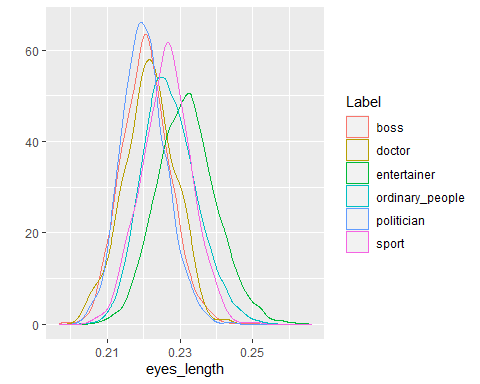 60
40
20
0
0.21
0.23
0.25
eyes_length
Label
boss
doctor
entertainer
ordinary_people
politician
sport